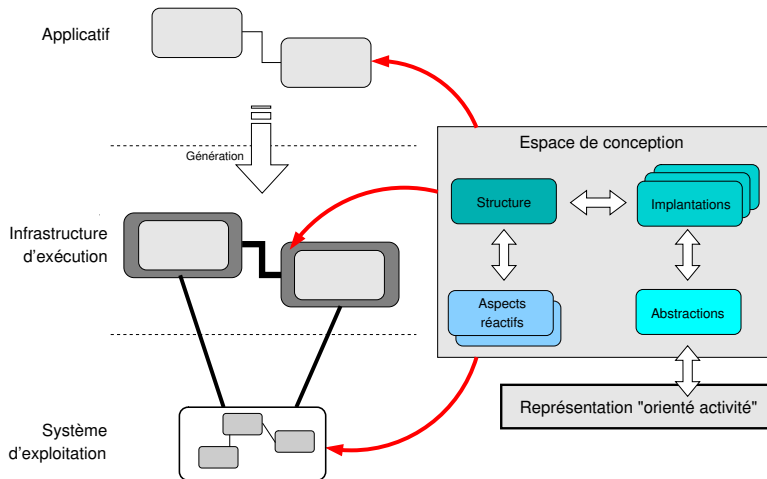 Applicatif
Génération
Infrastructure
d'exécution
Système
d'exploitation
Espace de conception
Structure
Implantations
Aspects
réactifs
Abstractions
Représentation "orienté activité"